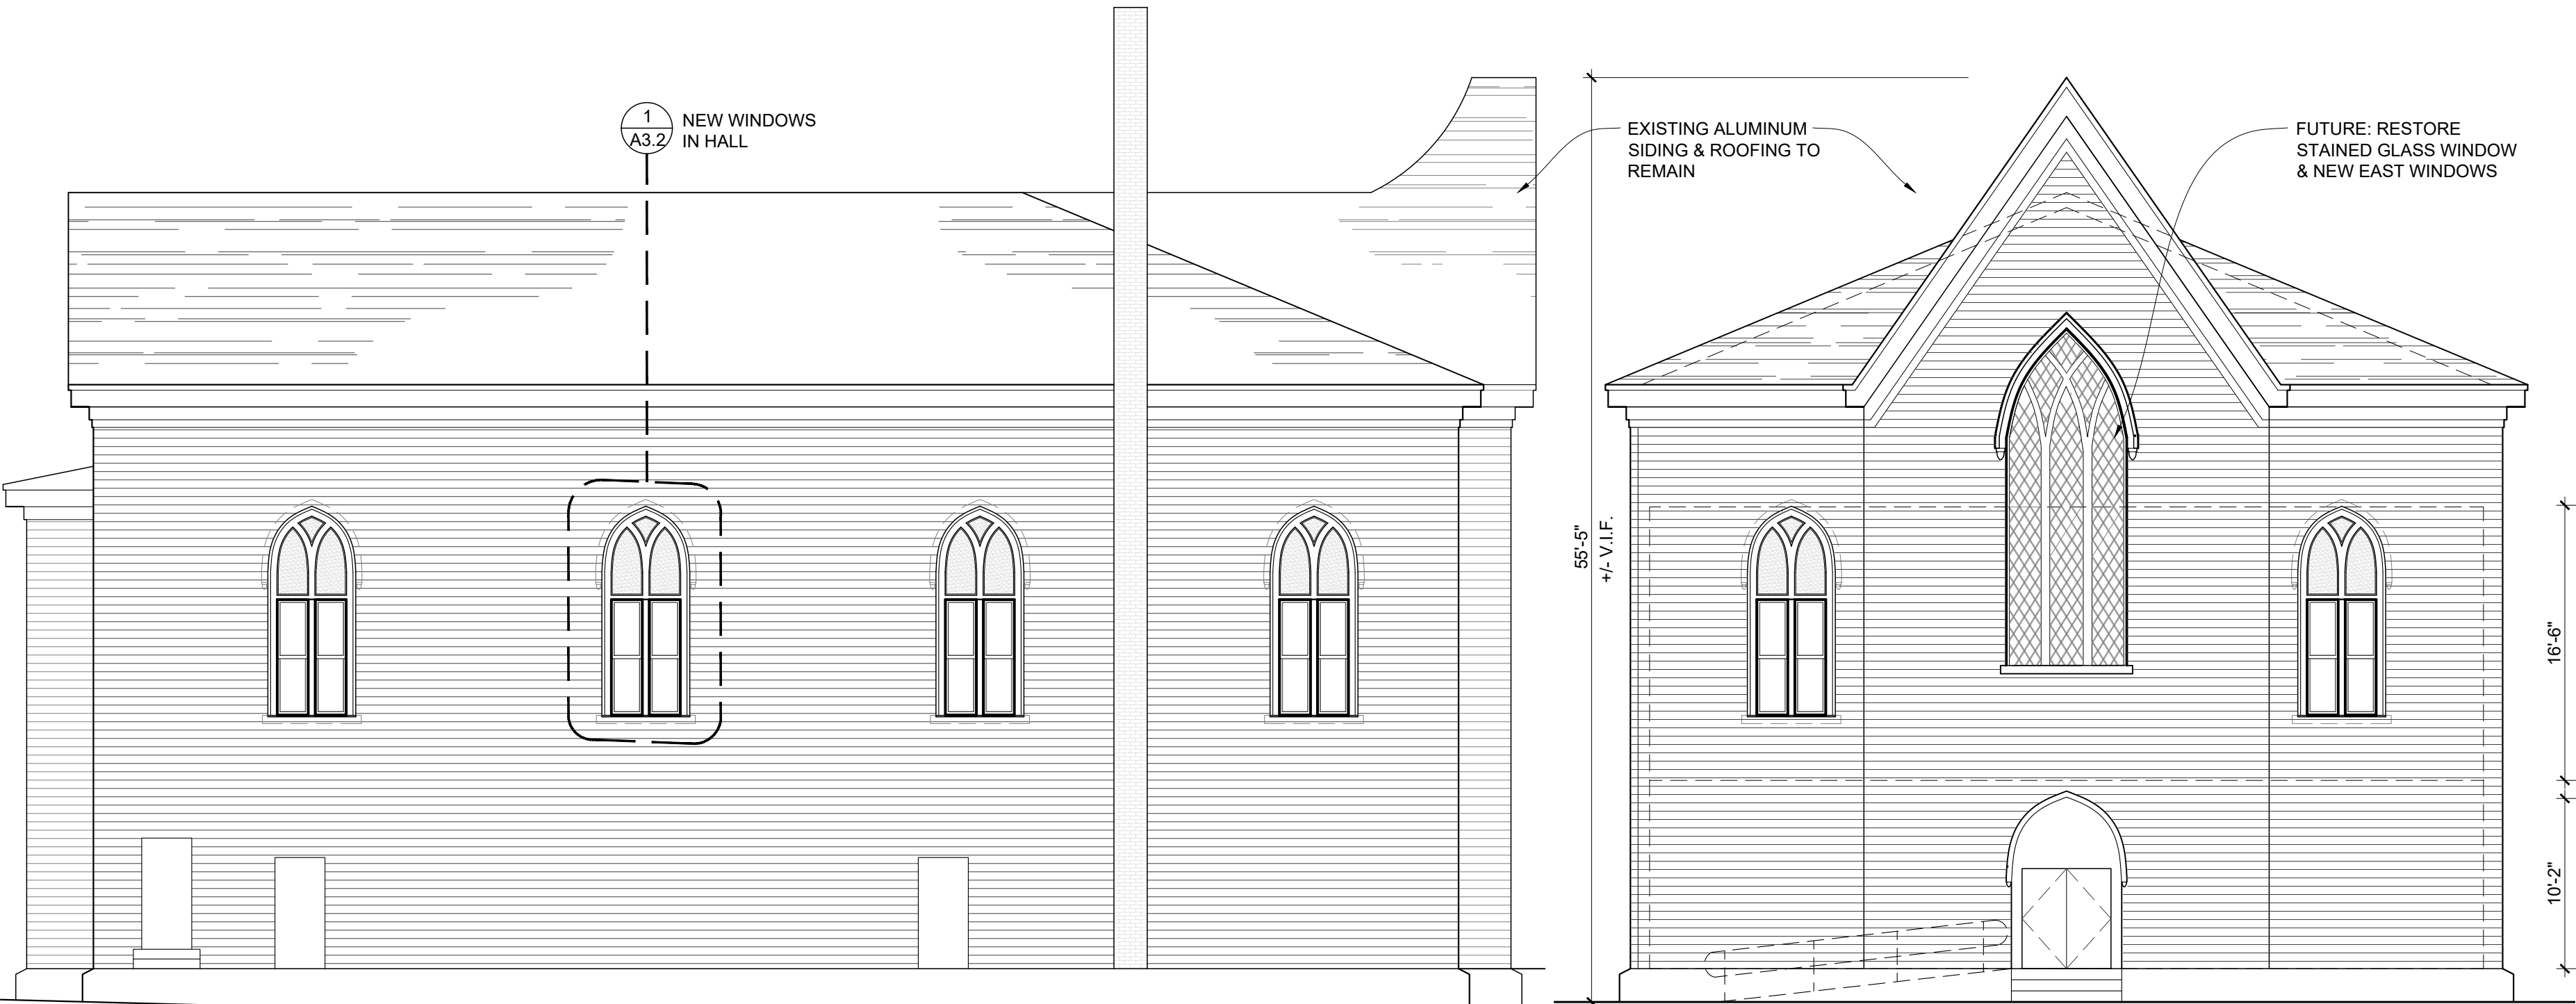 1
A3.2
NEW WINDOWS
IN HALL
EXISTING ALUMINUM
SIDING & ROOFING TO
REMAIN
FUTURE: RESTORE
STAINED GLASS WINDOW
& NEW EAST WINDOWS
55'-5"
+/- V.I.F.
16'-6"
10'-2"